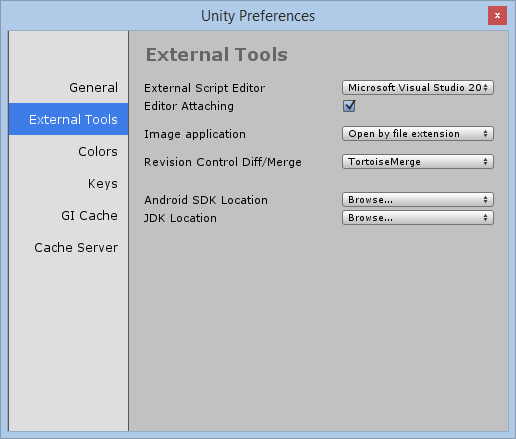 Unity Preferences
x
General
External Tools
Colors
Keys
GI Cache
Cache Server
External Tools
External Script Editor Microsoft Visual Studio 20
Editor Attaching
Image application Open by file extension
Revision Control Diff/Merge TortoiseMerge
Android SDK Location Browse...
JDK Location Browse...